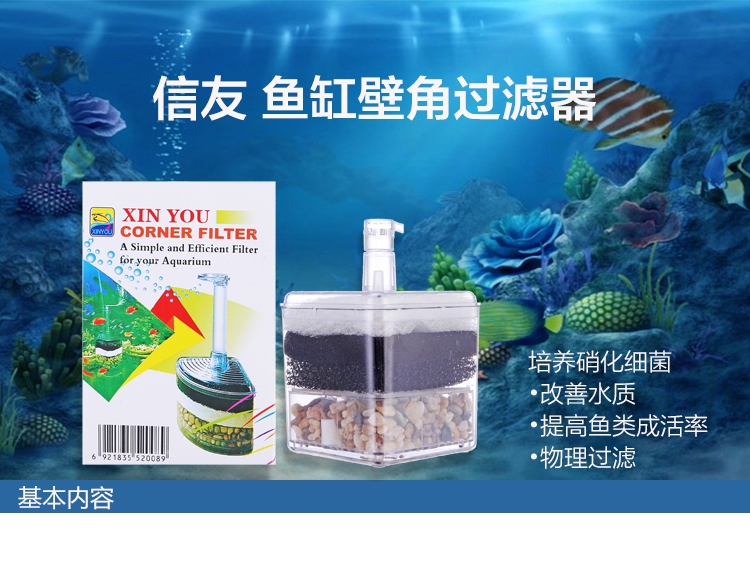 信友 鱼缸壁角过滤器
XINYOU
XIN YOU
CORNER FILTER
A Simple and Efficient Filter
for your Aquarium
6 921835 520089
培养硝化细菌
•改善水质
•提高鱼类成活率
•物理过滤
基本内容